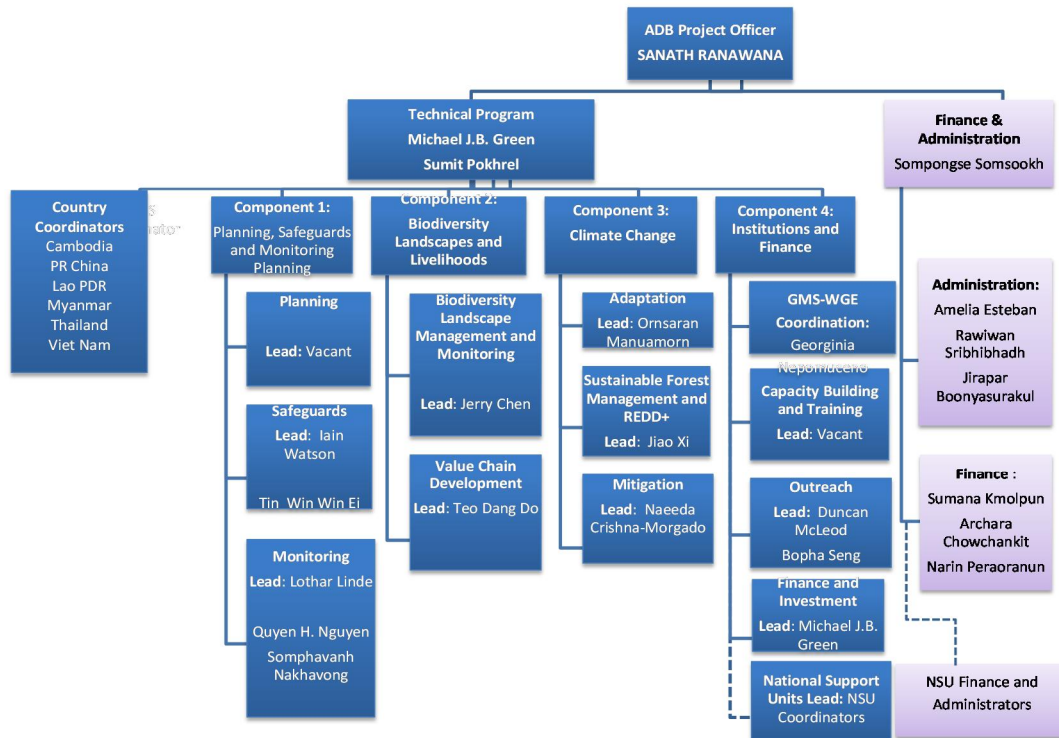 ADB Project Officer
SANATH RANAWANA
Technical Program
Michael J.B. Green
Sumit Pokhrel
Finance &
Administration
Sompongse Somsookh
Country
Coordinators
Cambodia
PR China
Lao PDR
Myanmar
Thailand
Viet Nam
Component 1:
Planning, Safeguards
and Monitoring
Planning
Planning
Lead: Vacant
Safeguards
Lead: Iain
Watson
Tin Win Win Ei
Monitoring
Lead: Lothar Linde
Quyen H. Nguyen
Somphavanh
Nakhavong
Component 2:
Biodiversity
Landscapes and
Livelihoods
Biodiversity
Landscape
Management and
Monitoring
Lead: Jerry Chen
Value Chain
Development
Lead: Teo Dang Do
Component 3:
Climate Change
Adaptation
Lead: Ornsaran
Manuamorn
Sustainable Forest
Management and
REDD+
Lead: Jiao Xi
Mitigation
Lead: Naeeda
Crishna-Morgado
Component 4:
Institutions and
Finance
GMS-WGE
Coordination:
Georginia
Nepomuceno
Capacity Building
and Training
Lead: Vacant
Outreach
Lead: Duncan
McLeod
Bopha Seng
Finance and
Investment
Lead: Michael J.B.
Green
National Support
Units Lead: NSU
Coordinators
Administration:
Amelia Esteban
Rawiwan
Sribhibhadh
Jirapar
Boonyasurakul
Finance :
Sumana Kmolpun
Archara
Chowchankit
Narin Peraoranun
NSU Finance and
Administrators